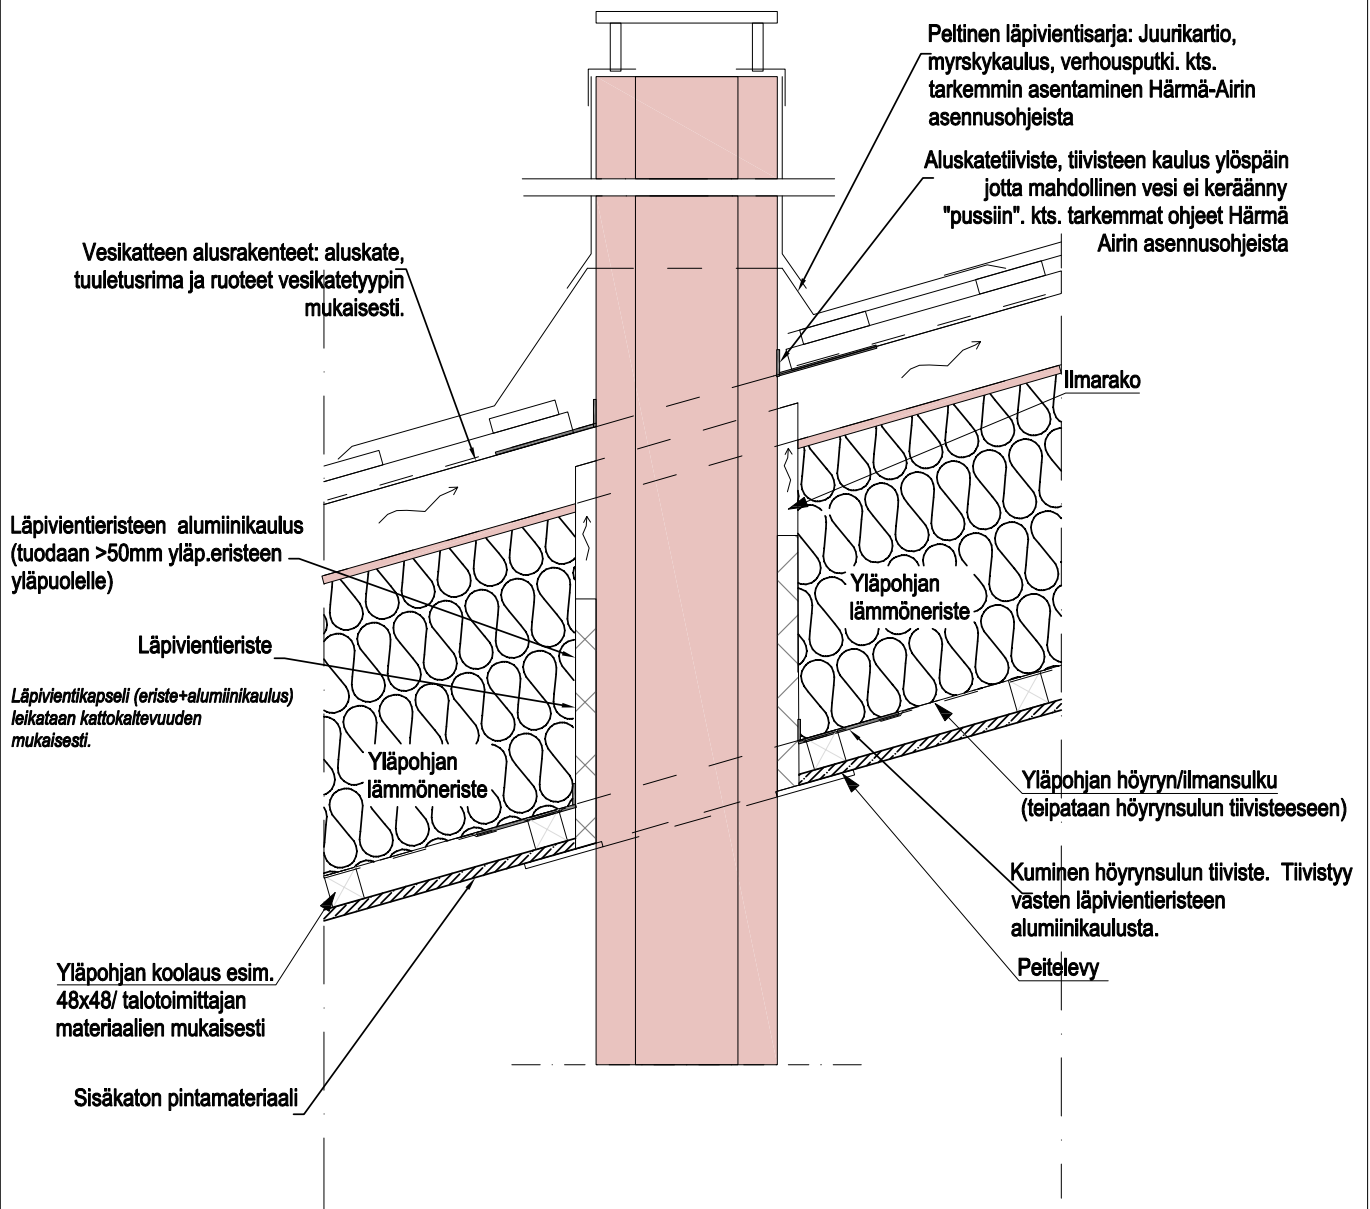 Peltinen läpivientisarja: Juurikartio,
myrskykaulus, verhousputki. kts.
tarkemmin asentaminen Härmä-Airin
asennusohjeista
Aluskatetiiviste, tiivisteen kaulus ylöspäin
jotta mahdollinen vesi ei keräänny
"pussiin". kts. tarkemmat ohjeet Härmä
Airin asennusohjeista
Vesikatteen alusrakenteet: aluskate,
tuuletusrima ja ruoteet vesikatetyypin
mukaisesti.
Ilmarako
Läpivientieristeen alumiinikaulus
(tuodaan >50mm yläp.eristeen
yläpuolelle)
Yläpohjan
lämmöneriste
Läpivientieriste
Läpivientikapseli (eriste+alumiinikaulus)
leikataan kattokaltevuuden
mukaisesti.
Yläpohjan
lämmöneriste
Yläpohjan höyryn/ilmansulku
(teipataan höyrynsulun tiivisteeseen)
Kuminen höyrynsulun tiiviste. Tiivistyy
vasten läpivientieristeen
alumiinikaulusta.
Peitelevy
Yläpohjan koolaus esim.
48x48/ talotoimittajan
materiaalien mukaisesti
Sisäkaton pintamateriaali